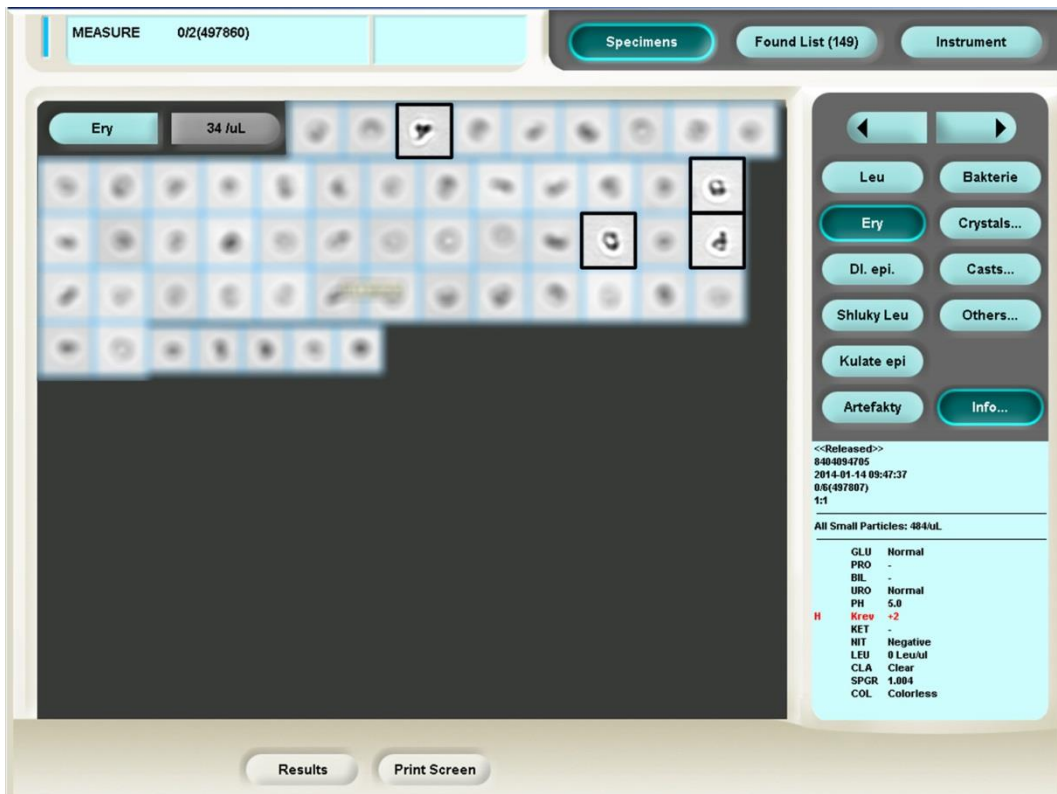 MEASURE 0/2(497860)
Specimens Found List (149) Instrument
Ery 34 /uL
Leu Bakterie
Ery Crystals...
Dl. epi. Casts...
Shluky Leu Others...
Kulate epi
Artefakty Info...
<<Released>>
8404094705
2014-01-14 09:47:37
0/6(497807)
1:1
All Small Particles: 484/uL
GLU Normal
PRO -
BIL -
URO Normal
PH 5.0
H Krev +2
KET -
NIT Negative
LEU 0 Leu/ul
CLA Clear
SPGR 1.004
COL Colorless
Results Print Screen